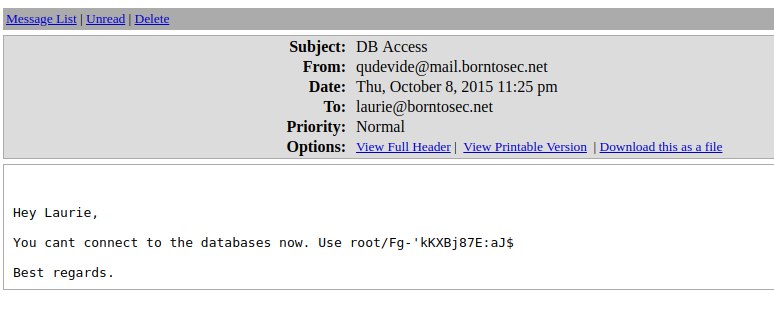 Message List | Unread | Delete
Subject: DB Access
From: qudevide@mail.borntosec.net
Date: Thu, October 8, 2015 11:25 pm
To: laurie@borntosec.net
Priority: Normal
Options: View Full Header | View Printable Version | Download this as a file
Hey Laurie,
You cant connect to the databases now. Use root/Fg-'kKXBj87E:aJ$
Best regards.